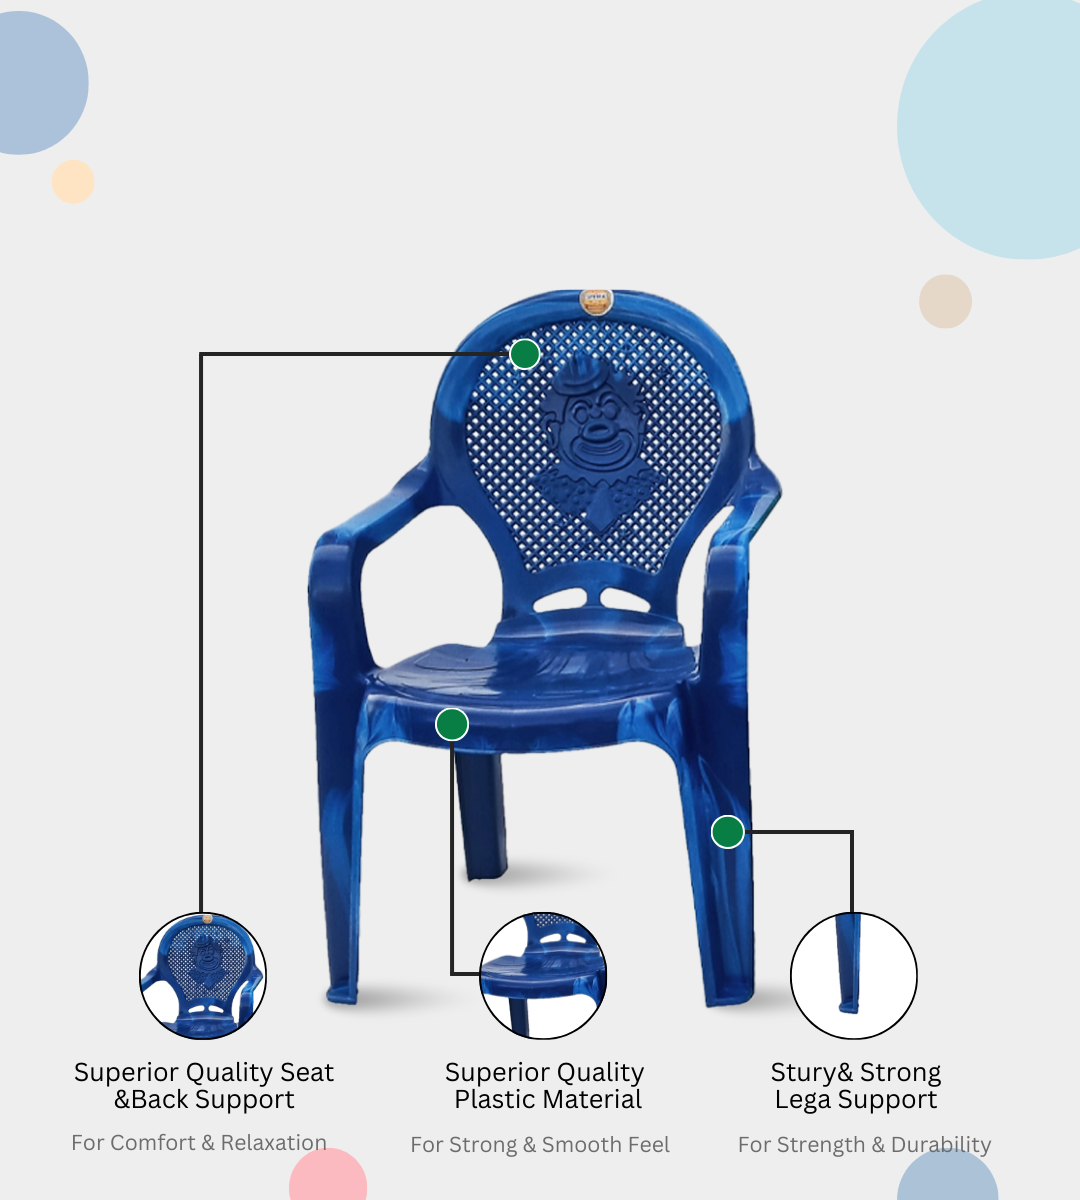 Superior Quality Seat
&Back Support
For Comfort & Relaxation
Superior Quality
Plastic Material
For Strong & Smooth Feel
Stury& Strong
Lega Support
For Strength & Durability